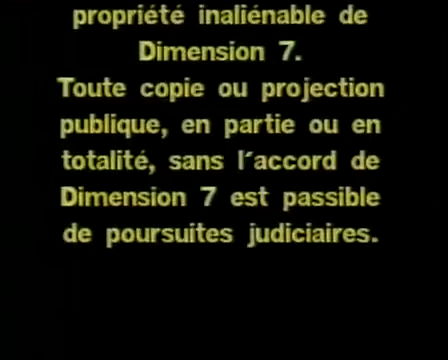 propriété inaliénable de
Dimension 7.
Toute copie ou projection
publique, en partie ou en
totalité, sans l´accord de
Dimension 7 est passible
de poursuites judiciaires.